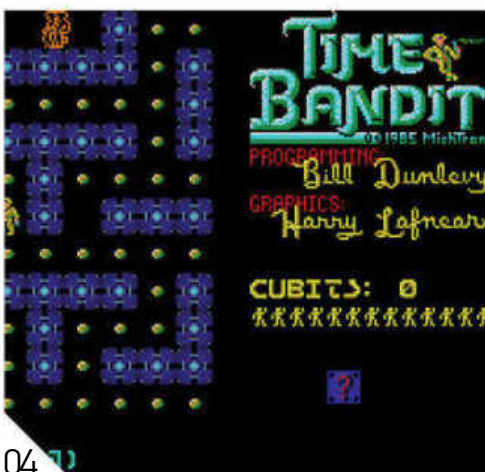 TIME
BANDIT
© 1985 MichTron
PROGRAMMING:
Bill Dunlevy
GRAPHICS:
Harry Lafnear
CUBITS: 0
?
04